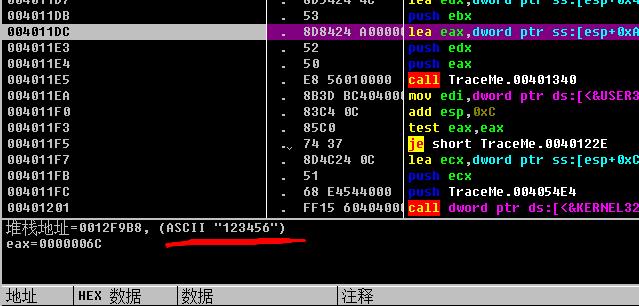 004011D7 . 8D5424 4C lea edx,dword ptr ss:[esp+0x4
004011DB . 53 push ebx
004011DC . 8D8424 A00000 lea eax,dword ptr ss:[esp+0xA
004011E3 . 52 push edx
004011E4 . 50 push eax
004011E5 . E8 56010000 call TraceMe.00401340
004011EA . 8B3D BC404000 mov edi,dword ptr ds:[<&USER3
004011F0 . 83C4 0C add esp,0xC
004011F3 . 85C0 test eax,eax
004011F5 .⌄ 74 37 je short TraceMe.0040122E
004011F7 . 8D4C24 0C lea ecx,dword ptr ss:[esp+0xC
004011FB . 51 push ecx
004011FC . 68 E4544000 push TraceMe.004054E4
00401201 . FF15 60404000 call dword ptr ds:[<&KERNEL32
堆栈地址=0012F9B8, (ASCII "123456")
eax=0000006C
地址 HEX 数据 数据 注释